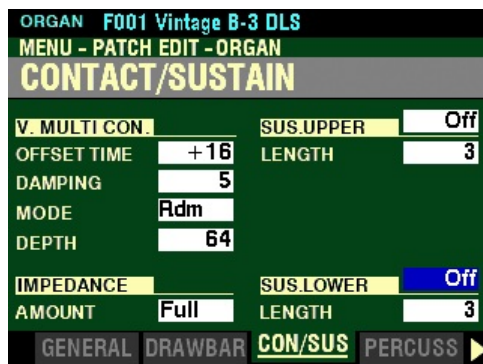 ORGAN F001 Vintage B-3 DLS
MENU - PATCH EDIT - ORGAN
CONTACT/SUSTAIN
V. MULTI CON. SUS.UPPER Off
OFFSET TIME +16 LENGTH 3
DAMPING 5
MODE Rdm
DEPTH 64
IMPEDANCE SUS.LOWER Off
AMOUNT Full LENGTH 3
GENERAL DRAWBAR CON/SUS PERCUSS